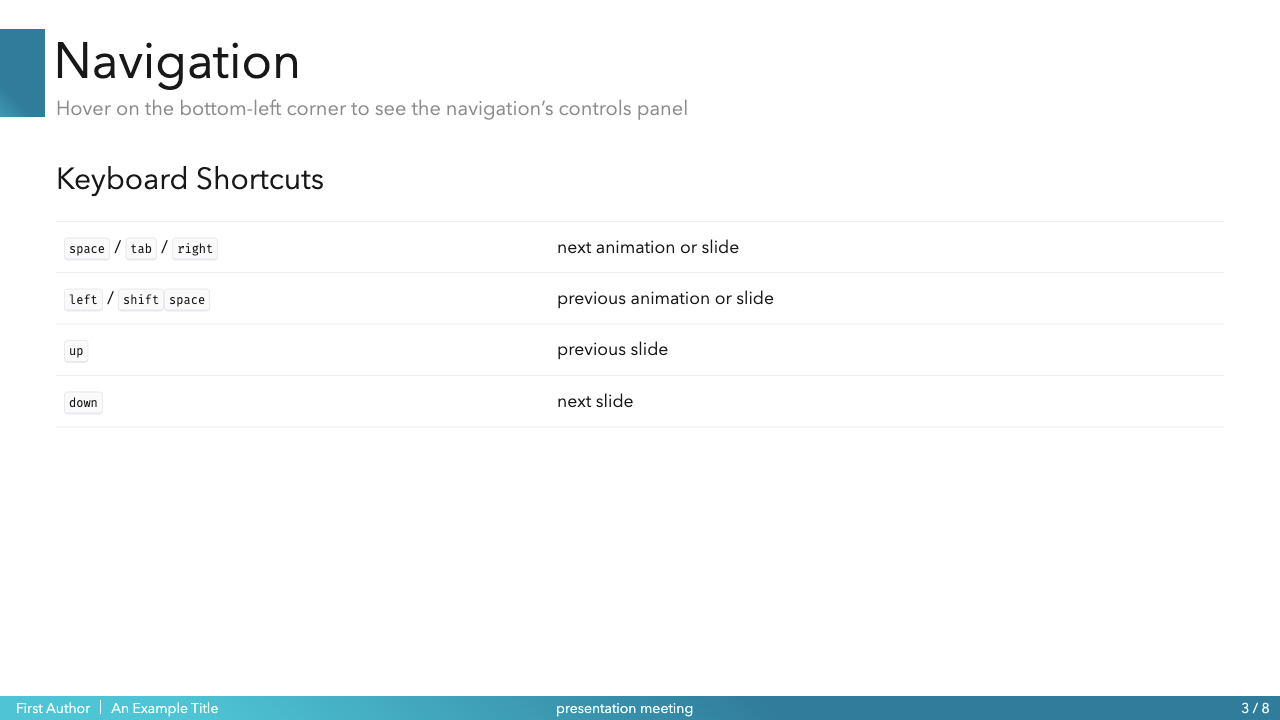 Navigation
Hover on the bottom-left corner to see the navigation’s controls panel
Keyboard Shortcuts
space / tab / right next animation or slide
left / shift space previous animation or slide
up previous slide
down next slide
First Author | An Example Title presentation meeting 3 / 8